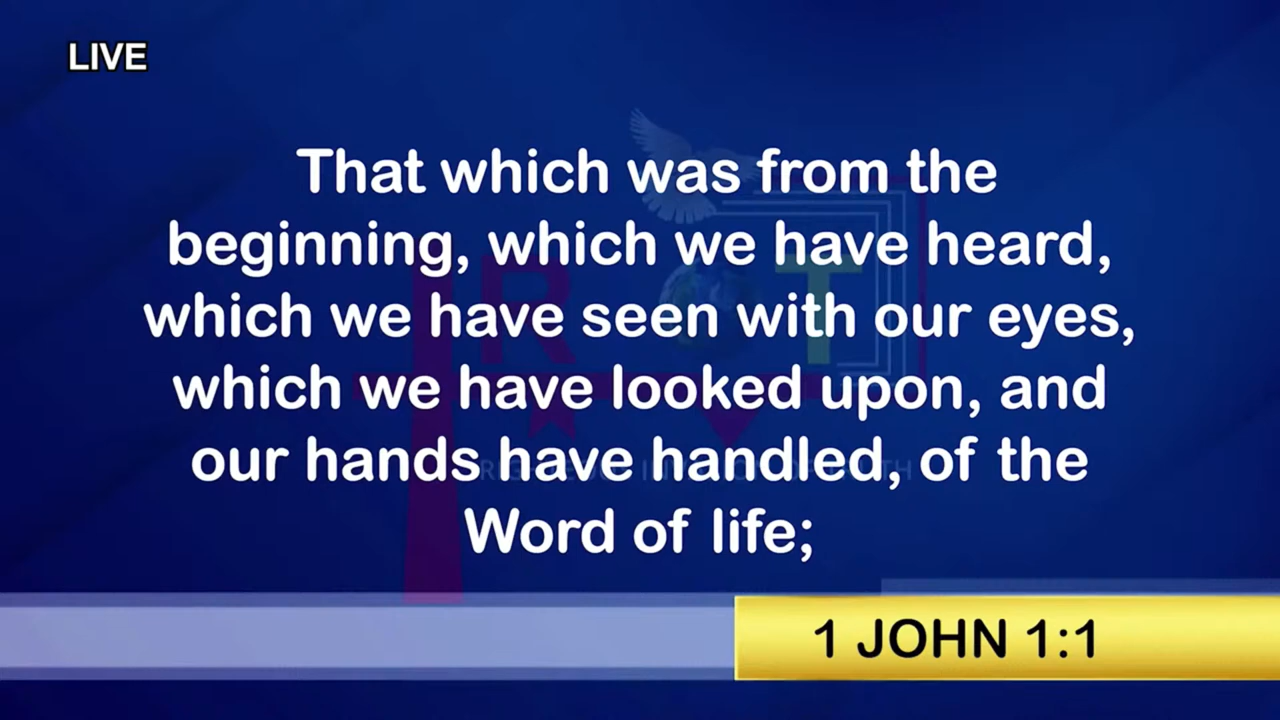 LIVE
That which was from the
beginning, which we have heard,
which we have seen with our eyes,
which we have looked upon, and
our hands have handled, of the
Word of life;
1 JOHN 1:1